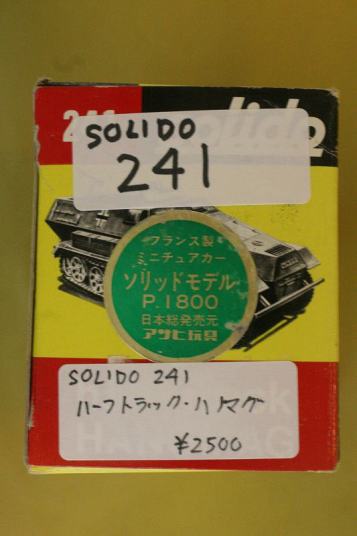 SOLIDO
241
フランス製
ミニチュアカー
ソリッドモデル
P.1800
日本総発売元
アサヒ玩具
SOLIDO 241
ハーフトラック・ハノマグ
¥2500